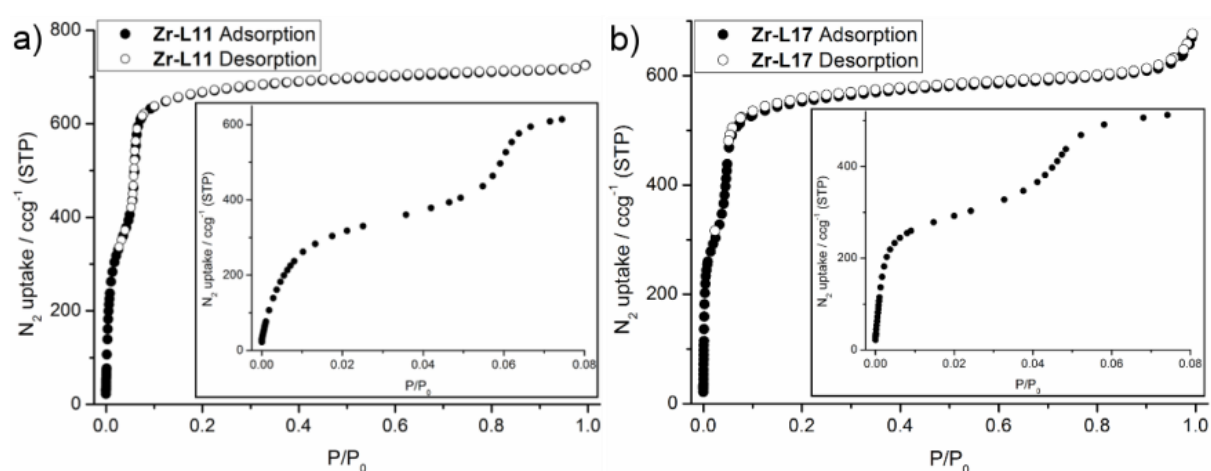 a)
Zr-L11 Adsorption
Zr-L11 Desorption
N₂ uptake / ccg⁻¹ (STP)
800
600
400
200
0
0.0 0.2 0.4 0.6 0.8 1.0
P/P₀
N₂ uptake / ccg⁻¹ (STP)
600
400
200
0
0.00 0.02 0.04 0.06 0.08
P/P₀
b)
Zr-L17 Adsorption
Zr-L17 Desorption
N₂ uptake / ccg⁻¹ (STP)
600
400
200
0
0.0 0.2 0.4 0.6 0.8 1.0
P/P₀
N₂ uptake / ccg⁻¹ (STP)
400
200
0
0.00 0.02 0.04 0.06 0.08
P/P₀